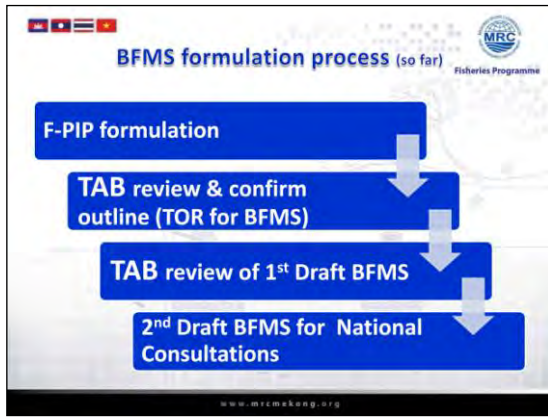 BFMS formulation process (so far)
MRC
Fisheries Programme
F-PIP formulation
TAB review & confirm
outline (TOR for BFMS)
TAB review of 1st Draft BFMS
2nd Draft BFMS for National
Consultations
www.mrcmekong.org